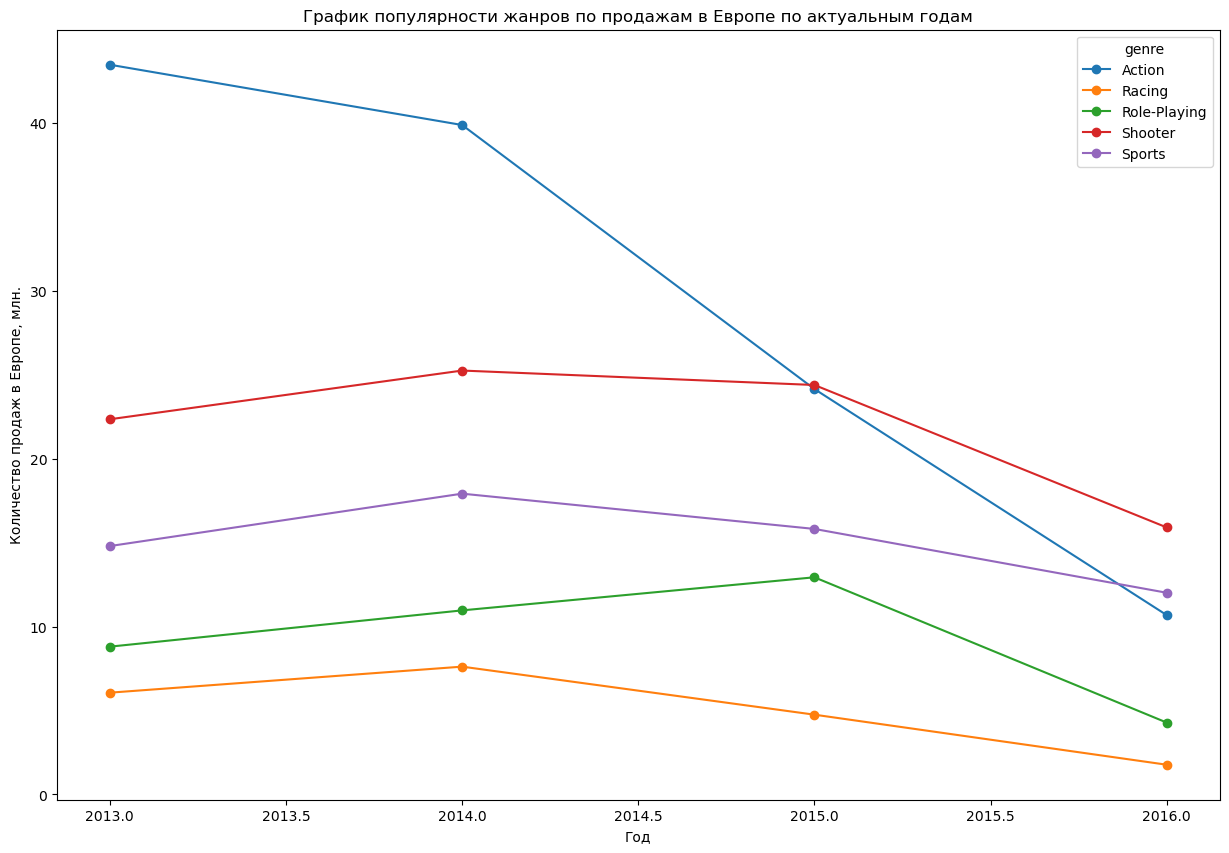 График популярности жанров по продажам в Европе по актуальным годам
genre
Action
Racing
Role-Playing
Shooter
Sports
Количество продаж в Европе, млн.
40
30
20
10
0
2013.0 2013.5 2014.0 2014.5 2015.0 2015.5 2016.0
Год